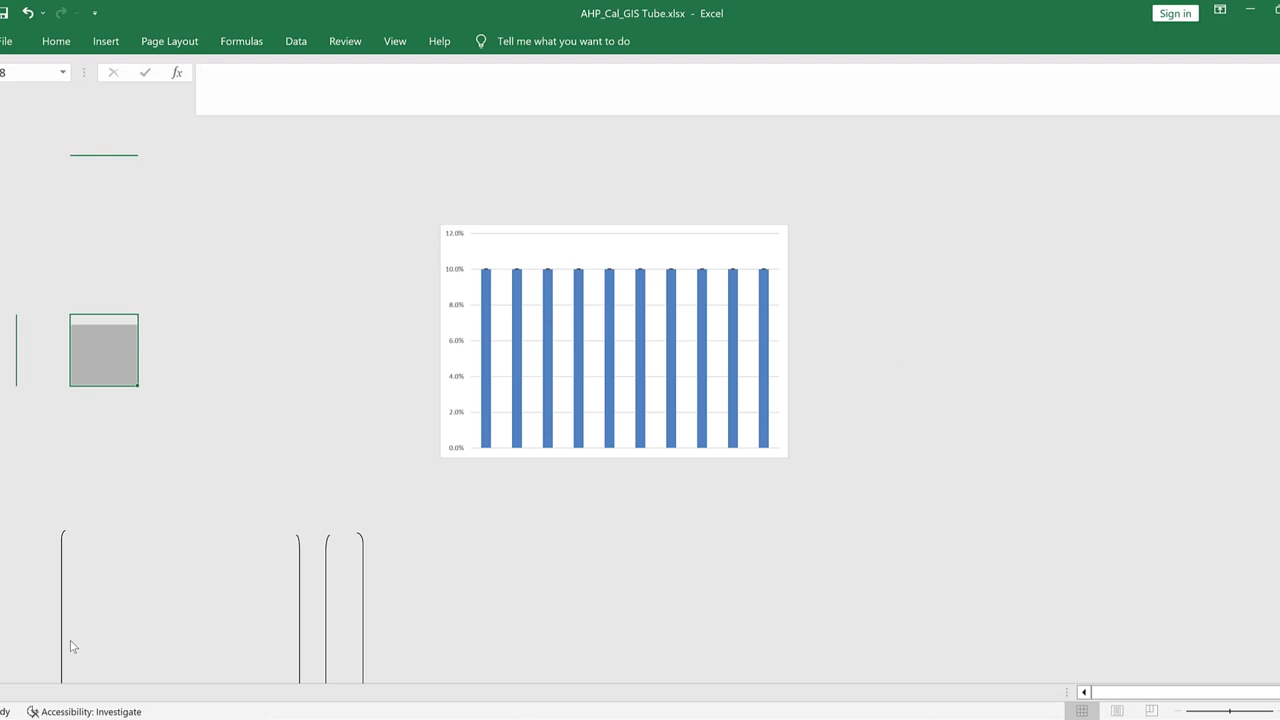 AHP_Cal_GIS Tube.xlsx - Excel
Sign in
File Home Insert Page Layout Formulas Data Review View Help Tell me what you want to do
8 fx
12.0%
10.0%
8.0%
6.0%
4.0%
2.0%
0.0%
dy Accessibility: Investigate